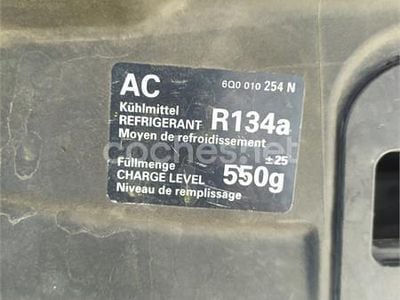 AC 6Q0 010 254 N
Kühlmittel
REFRIGERANT R134a
Moyen de refroidissement
coches.net
Füllmenge ±25
CHARGE LEVEL 550g
Niveau de remplissage